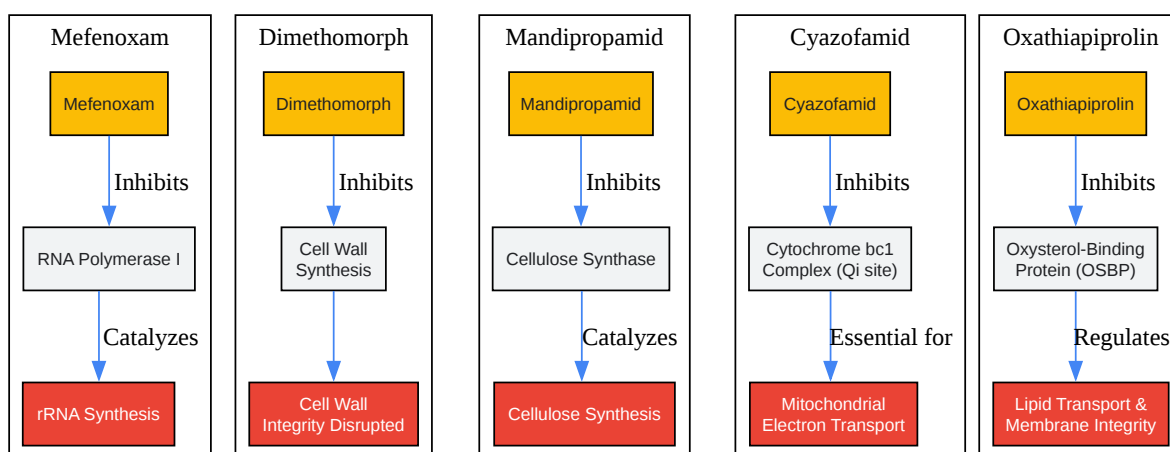 Mefenoxam
Mefenoxam
Inhibits
RNA Polymerase I
Catalyzes
rRNA Synthesis
Dimethomorph
Dimethomorph
Inhibits
Cell Wall
Synthesis
Cell Wall
Integrity Disrupted
Mandipropamid
Mandipropamid
Inhibits
Cellulose Synthase
Catalyzes
Cellulose Synthesis
Cyazofamid
Cyazofamid
Inhibits
Cytochrome bc1
Complex (Qi site)
Essential for
Mitochondrial
Electron Transport
Oxathiapiprolin
Oxathiapiprolin
Inhibits
Oxysterol-Binding
Protein (OSBP)
Regulates
Lipid Transport &
Membrane Integrity